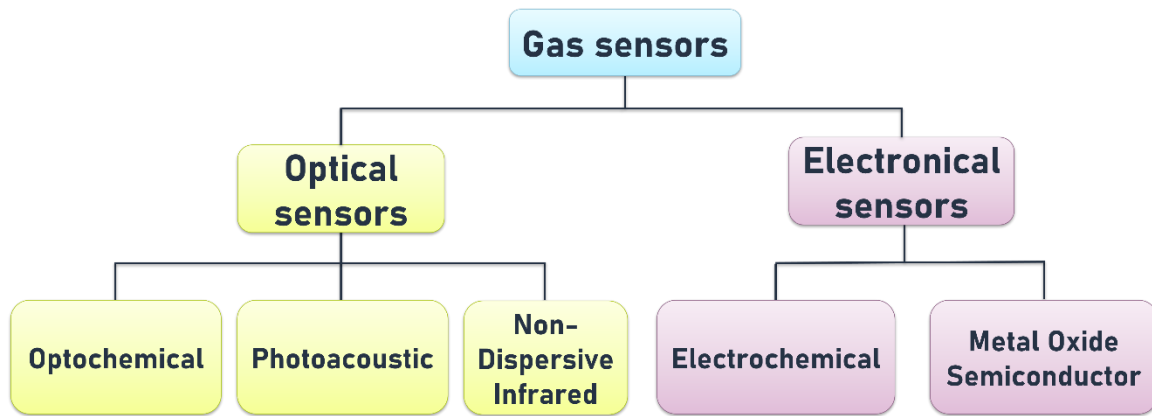 Gas sensors
Optical
sensors
Electronical
sensors
Optochemical
Photoacoustic
Non-
Dispersive
Infrared
Electrochemical
Metal Oxide
Semiconductor